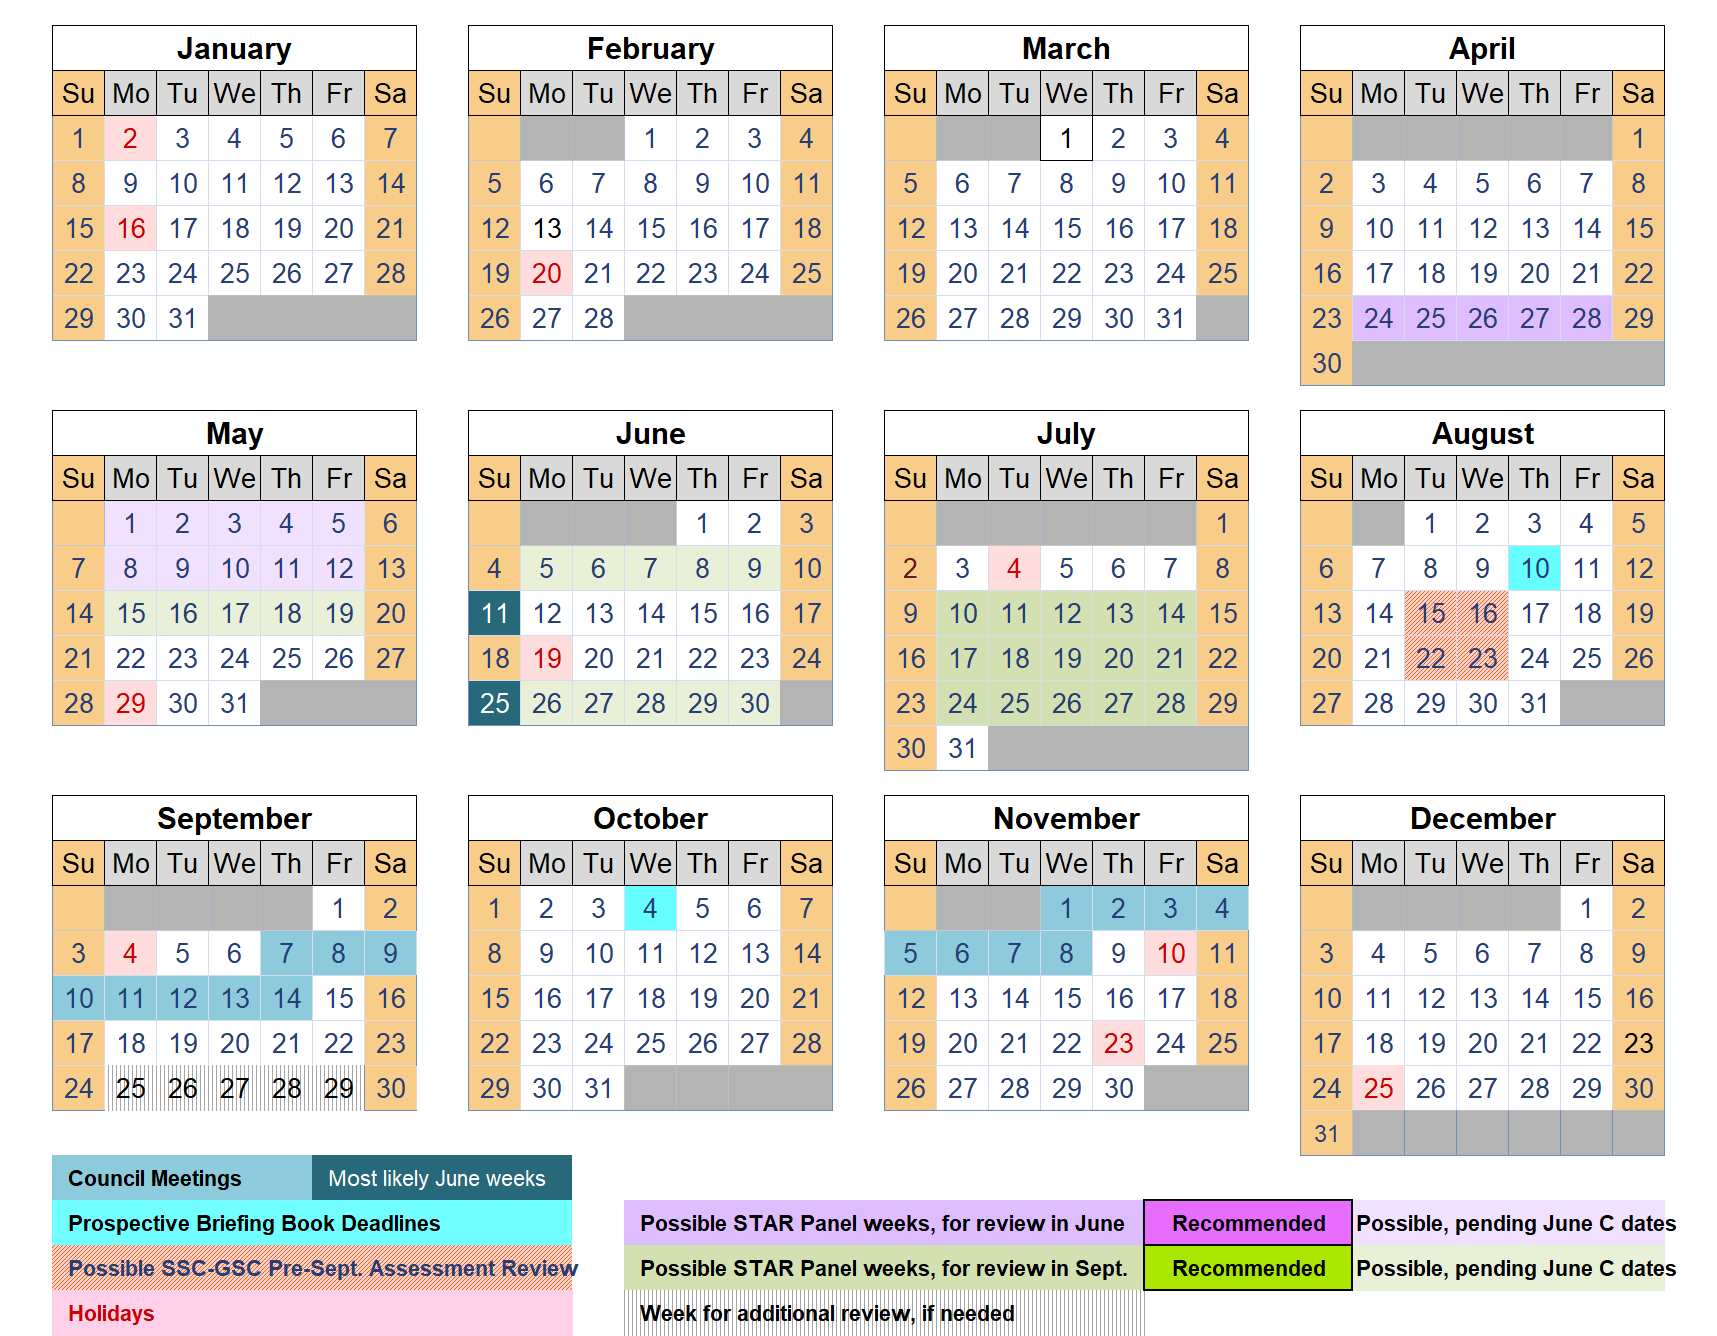 January February March April
Su Mo Tu We Th Fr Sa Su Mo Tu We Th Fr Sa Su Mo Tu We Th Fr Sa Su Mo Tu We Th Fr Sa
1 2 3 4 5 6 7 1 2 3 4 1 2 3 4 1
8 9 10 11 12 13 14 5 6 7 8 9 10 11 5 6 7 8 9 10 11 2 3 4 5 6 7 8
15 16 17 18 19 20 21 12 13 14 15 16 17 18 12 13 14 15 16 17 18 9 10 11 12 13 14 15
22 23 24 25 26 27 28 19 20 21 22 23 24 25 19 20 21 22 23 24 25 16 17 18 19 20 21 22
29 30 31 26 27 28 26 27 28 29 30 31 23 24 25 26 27 28 29
30
May June July August
Su Mo Tu We Th Fr Sa Su Mo Tu We Th Fr Sa Su Mo Tu We Th Fr Sa Su Mo Tu We Th Fr Sa
1 2 3 4 5 6 1 2 3 1 1 2 3 4 5
7 8 9 10 11 12 13 4 5 6 7 8 9 10 2 3 4 5 6 7 8 6 7 8 9 10 11 12
14 15 16 17 18 19 20 11 12 13 14 15 16 17 9 10 11 12 13 14 15 13 14 15 16 17 18 19
21 22 23 24 25 26 27 18 19 20 21 22 23 24 16 17 18 19 20 21 22 20 21 22 23 24 25 26
28 29 30 31 25 26 27 28 29 30 23 24 25 26 27 28 29 27 28 29 30 31
30 31
September October November December
Su Mo Tu We Th Fr Sa Su Mo Tu We Th Fr Sa Su Mo Tu We Th Fr Sa Su Mo Tu We Th Fr Sa
1 2 1 2 3 4 5 6 7 1 2 3 4 1 2
3 4 5 6 7 8 9 8 9 10 11 12 13 14 5 6 7 8 9 10 11 3 4 5 6 7 8 9
10 11 12 13 14 15 16 15 16 17 18 19 20 21 12 13 14 15 16 17 18 10 11 12 13 14 15 16
17 18 19 20 21 22 23 22 23 24 25 26 27 28 19 20 21 22 23 24 25 17 18 19 20 21 22 23
24 25 26 27 28 29 30 29 30 31 26 27 28 29 30 24 25 26 27 28 29 30
31
Council Meetings Most likely June weeks
Prospective Briefing Book Deadlines Possible STAR Panel weeks, for review in June Recommended Possible, pending June C dates
Possible SSC-GSC Pre-Sept. Assessment Review Possible STAR Panel weeks, for review in Sept. Recommended Possible, pending June C dates
Holidays Week for additional review, if needed